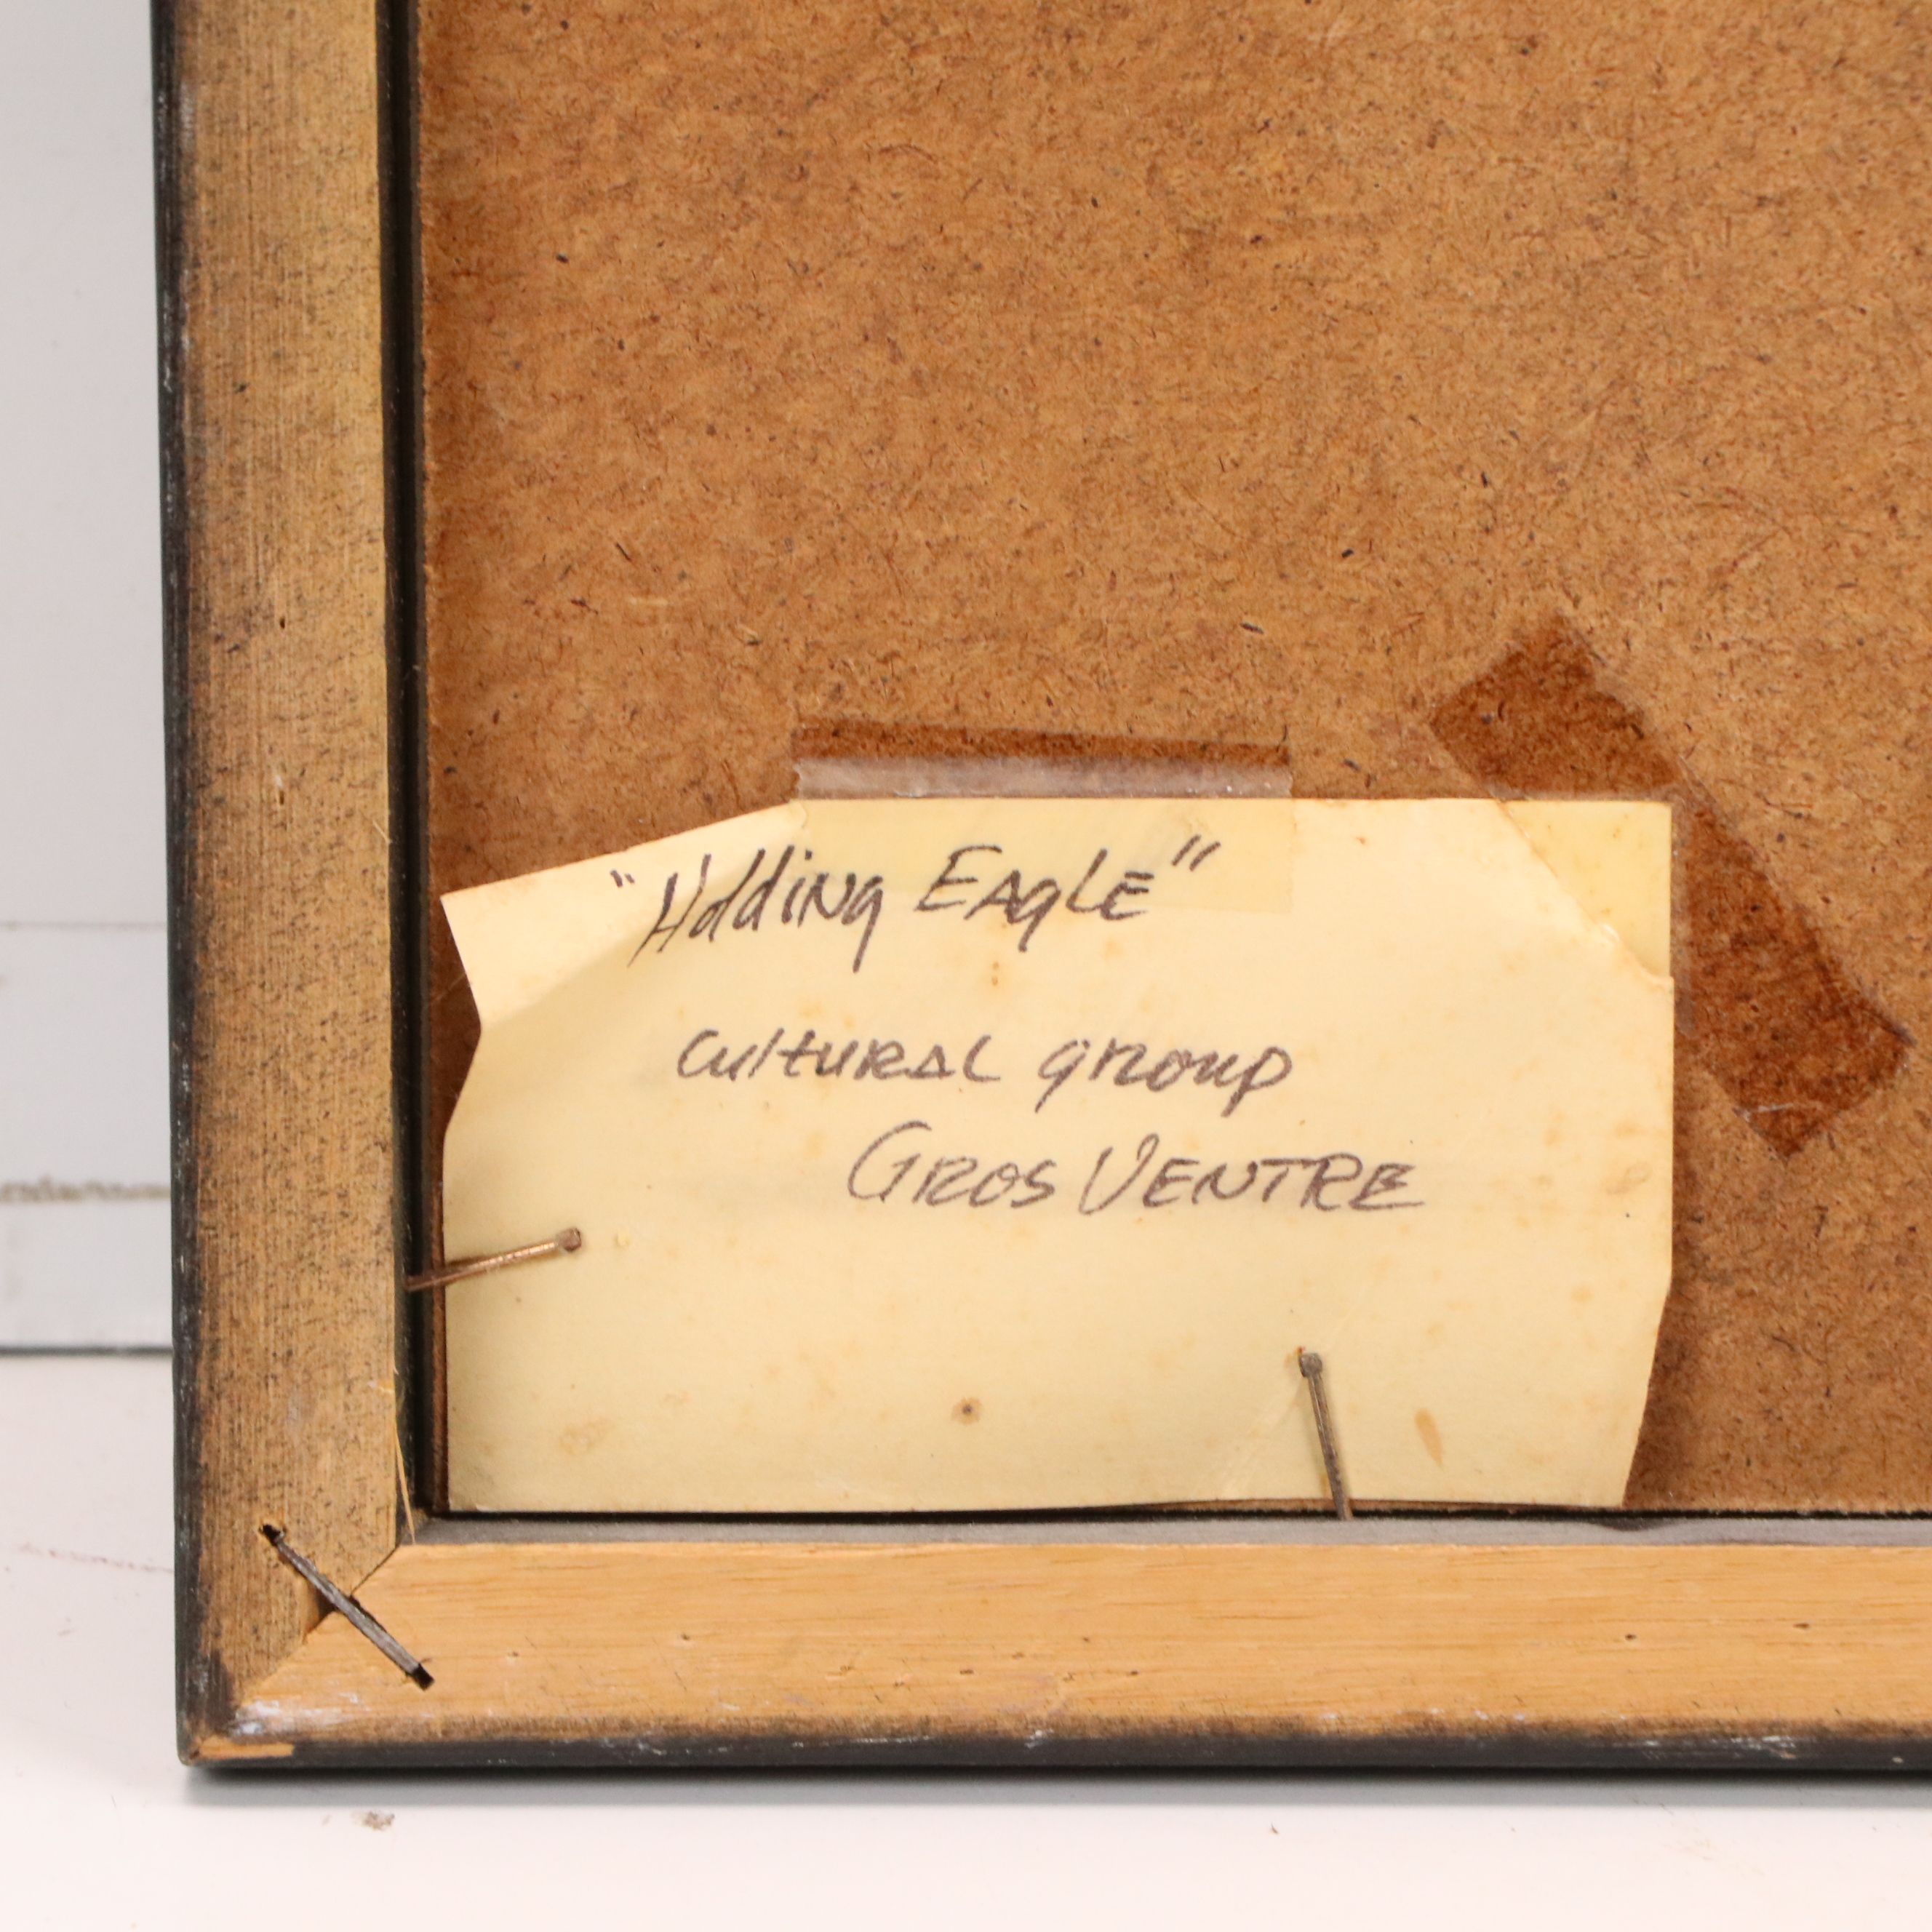 "Holding Eagle"
cultural group
Gros Ventre